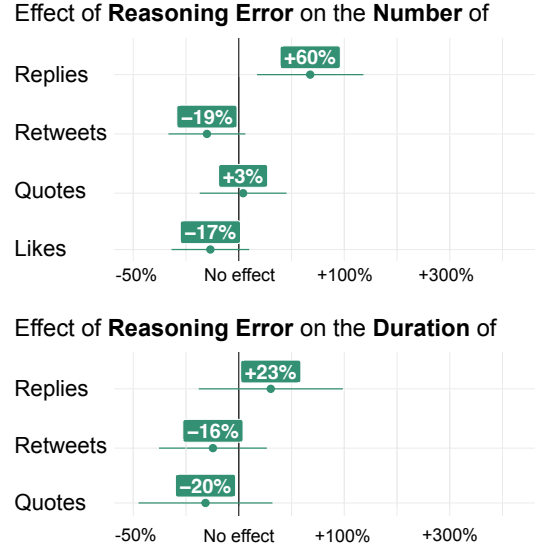 Effect of Reasoning Error on the Number of
+60%
Replies
−19%
Retweets
+3%
Quotes
−17%
Likes
-50% No effect +100% +300%
Effect of Reasoning Error on the Duration of
+23%
Replies
−16%
Retweets
−20%
Quotes
-50% No effect +100% +300%